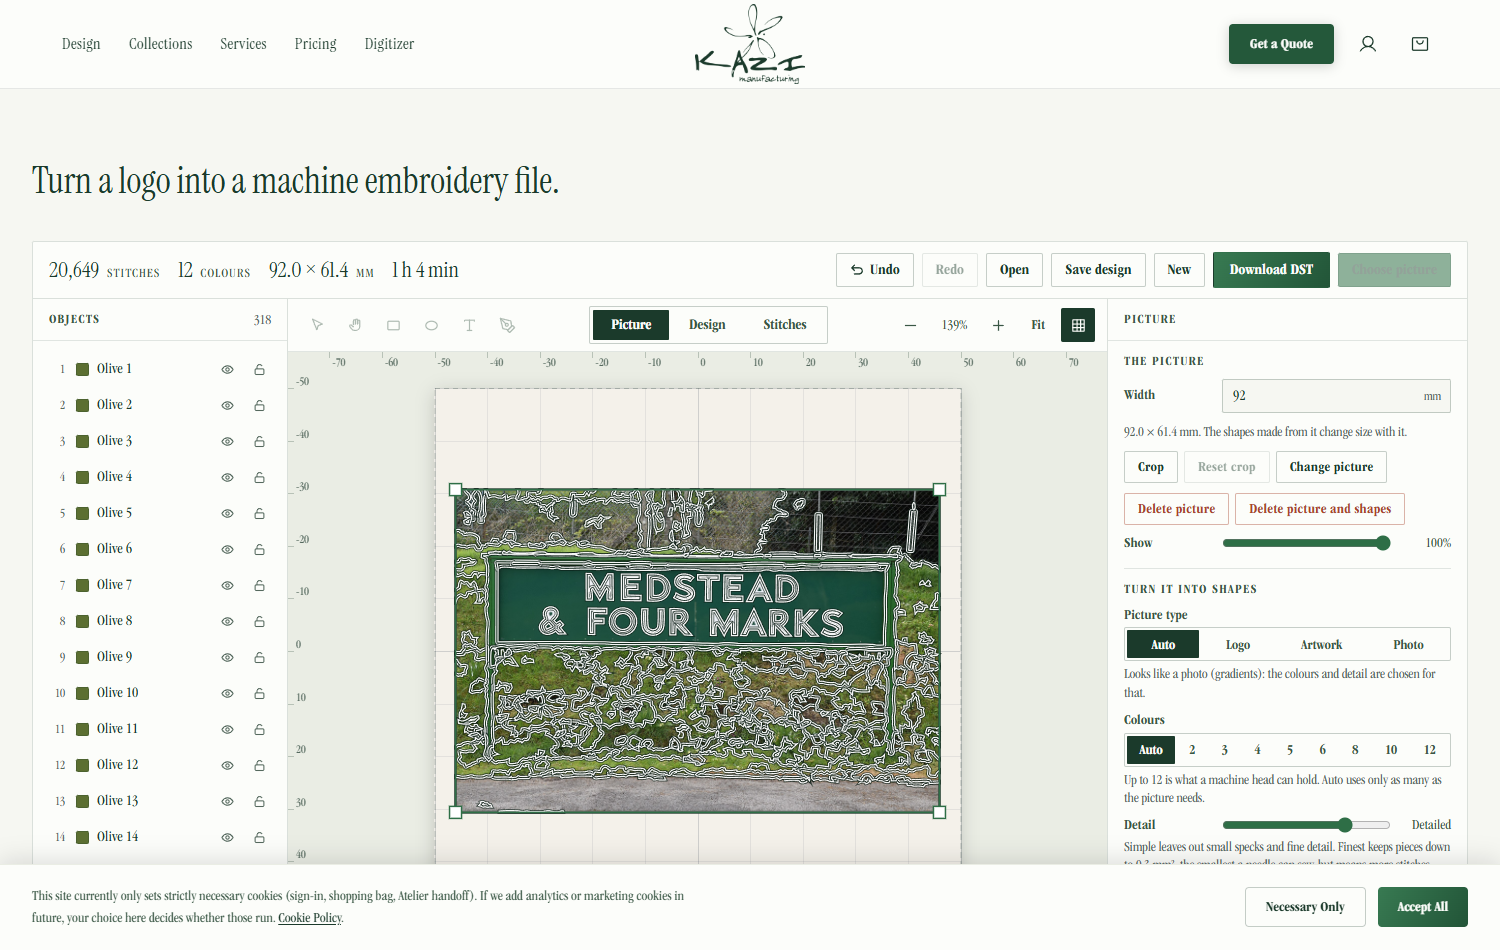 Design
Collections
Services
Pricing
Digitizer
KAZI
manufacturing
Get a Quote
Turn a logo into a machine embroidery file.
20,649 STITCHES
12 COLOURS
92.0 × 61.4 MM
1 h 4 min
Undo
Redo
Open
Save design
New
Download DST
Choose picture
OBJECTS
318
1 Olive 1
2 Olive 2
3 Olive 3
4 Olive 4
5 Olive 5
6 Olive 6
7 Olive 7
8 Olive 8
9 Olive 9
10 Olive 10
11 Olive 11
12 Olive 12
13 Olive 13
14 Olive 14
Picture
Design
Stitches
139%
Fit
-70 -60 -50 -40 -30 -20 -10 0 10 20 30 40 50 60 70
-50
-40
-30
-20
-10
0
10
20
30
40
MEDSTEAD
& FOUR MARKS
PICTURE
THE PICTURE
Width
92 mm
92.0 × 61.4 mm. The shapes made from it change size with it.
Crop
Reset crop
Change picture
Delete picture
Delete picture and shapes
Show
100%
TURN IT INTO SHAPES
Picture type
Auto
Logo
Artwork
Photo
Looks like a photo (gradients): the colours and detail are chosen for
that.
Colours
Auto 2 3 4 5 6 8 10 12
Up to 12 is what a machine head can hold. Auto uses only as many as
the picture needs.
Detail
Detailed
Simple leaves out small specks and fine detail. Finest keeps pieces down
This site currently only sets strictly necessary cookies (sign-in, shopping bag, Atelier handoff). If we add analytics or marketing cookies in
future, your choice here decides whether those run. Cookie Policy.
Necessary Only
Accept All